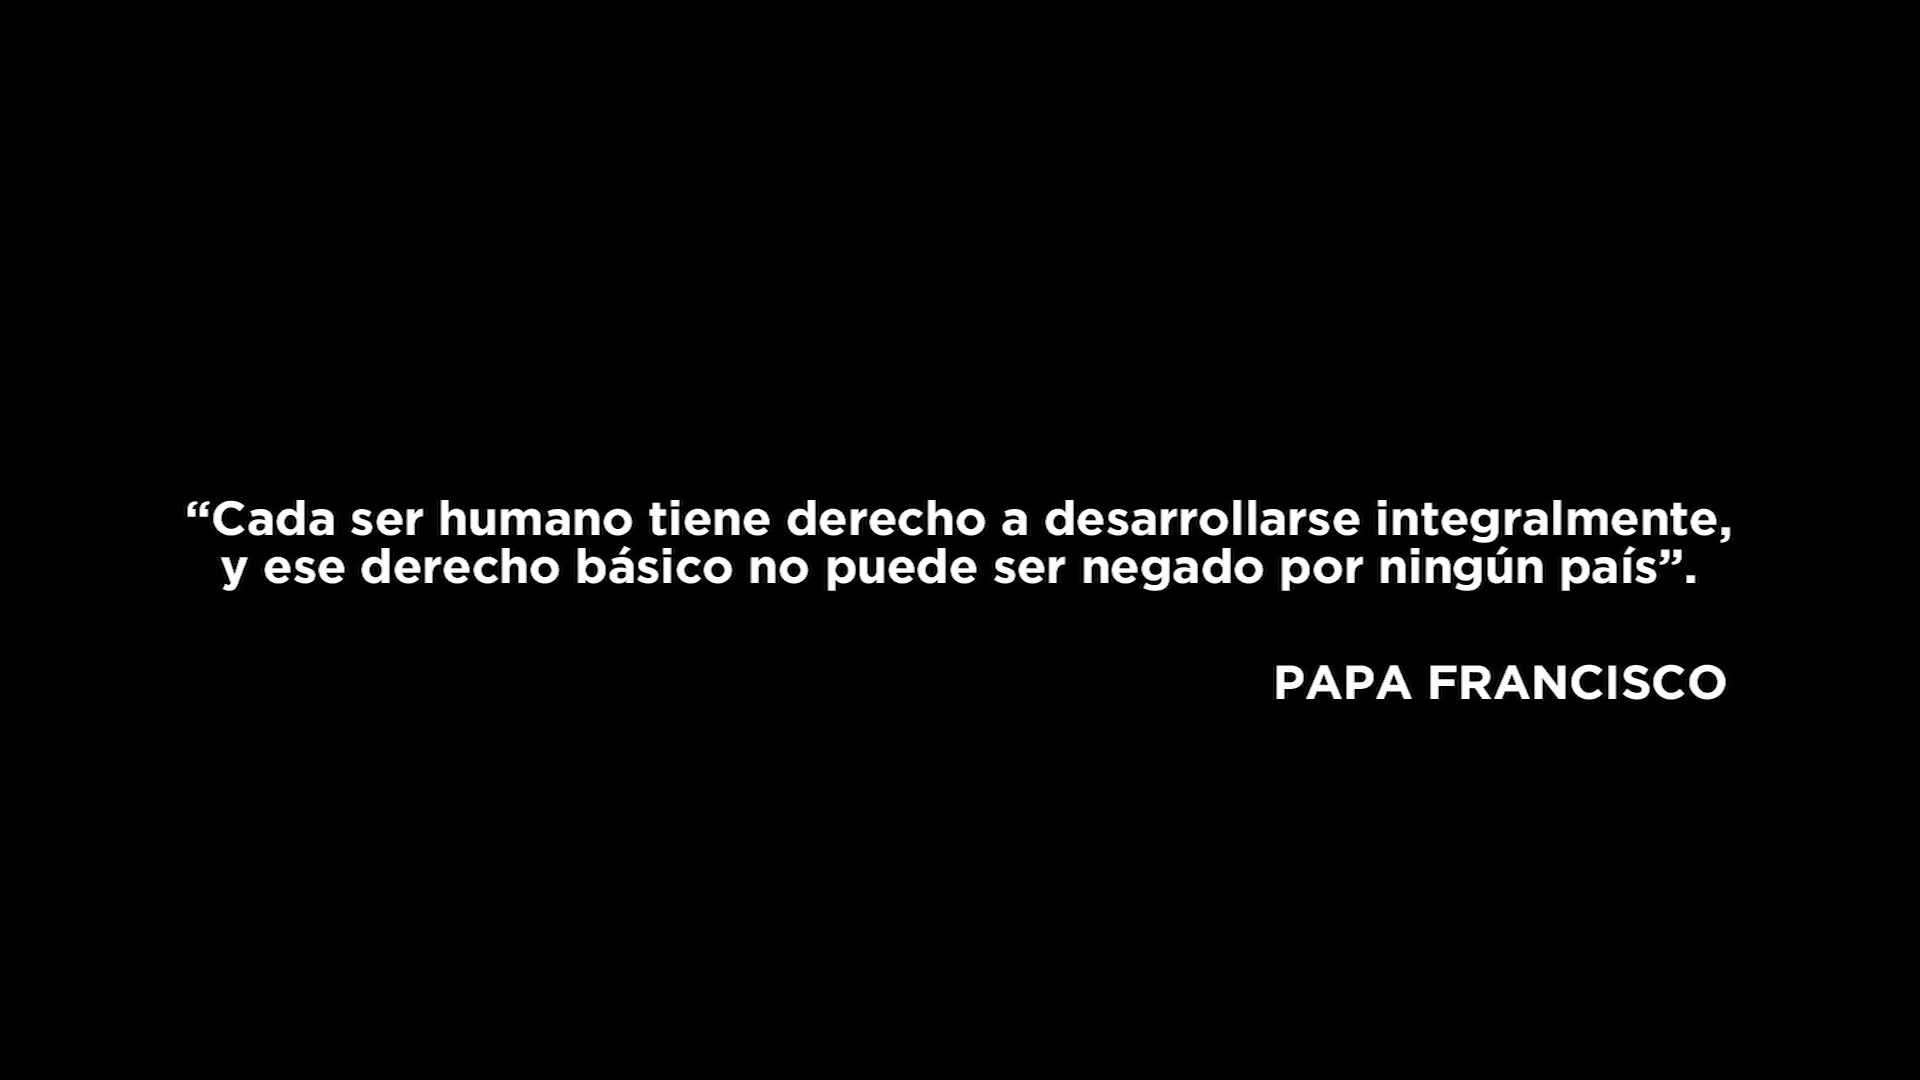 “Cada ser humano tiene derecho a desarrollarse integralmente,
y ese derecho básico no puede ser negado por ningún país”.
PAPA FRANCISCO